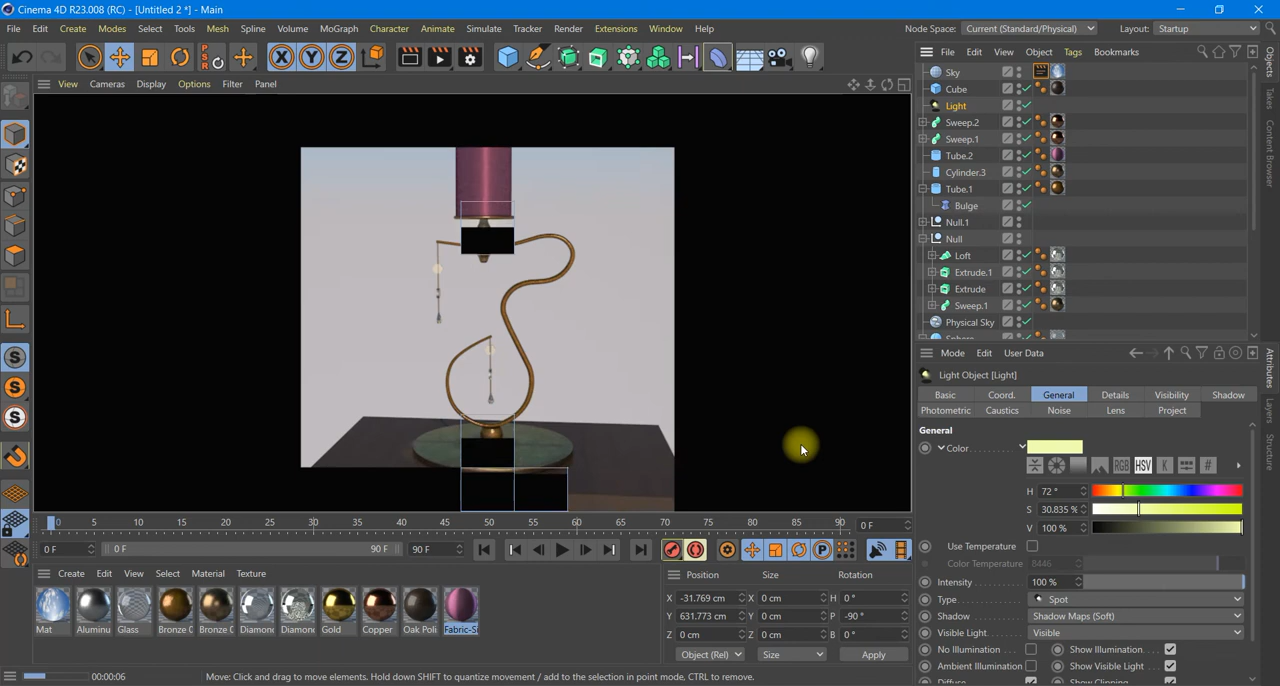 Cinema 4D R23.008 (RC) - [Untitled 2 *] - Main
File Edit Create Modes Select Tools Mesh Spline Volume MoGraph Character Animate Simulate Tracker Render Extensions Window Help
Node Space: Current (Standard/Physical) Layout: Startup
File Edit View Object Tags Bookmarks
View Cameras Display Options Filter Panel
Sky
Cube
Light
Sweep.2
Sweep.1
Tube.2
Cylinder.3
Tube.1
Bulge
Null.1
Null
Loft
Extrude.1
Extrude
Sweep.1
Physical Sky
Objects
Takes
Content Browser
Mode Edit User Data
Light Object [Light]
Basic Coord. General Details Visibility Shadow
Photometric Caustics Noise Lens Project
General
Color
RGB HSV K #
H 72 °
S 30.835 %
V 100 %
Use Temperature
Color Temperature 8446
Intensity 100 %
Type Spot
Shadow Shadow Maps (Soft)
Visible Light Visible
No Illumination Show Illumination
Ambient Illumination Show Visible Light
Attributes
Layers
Structure
0 5 10 15 20 25 30 35 40 45 50 55 60 65 70 75 80 85 90 0 F
0 F 0 F 90 F 90 F
Create Edit View Select Material Texture
Mat Aluminu Glass Bronze ( Bronze ( Diamon Diamon Gold Copper Oak Poli Fabric-S
Position Size Rotation
X -31.769 cm X 0 cm H 0 °
Y 631.773 cm Y 0 cm P -90 °
Z 0 cm Z 0 cm B 0 °
Object (Rel) Size Apply
00:00:06 Move: Click and drag to move elements. Hold down SHIFT to quantize movement / add to the selection in point mode, CTRL to remove.